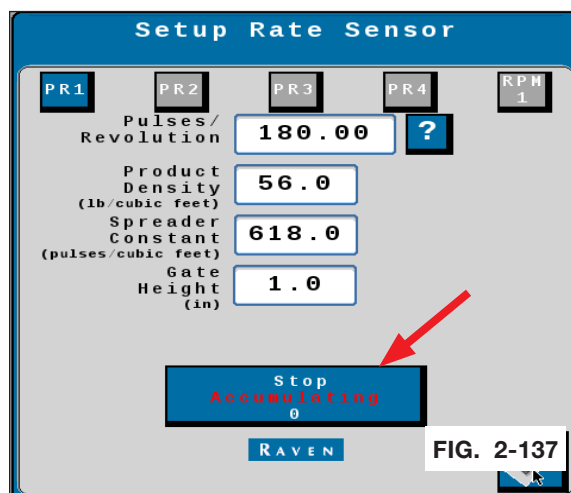 Setup Rate Sensor
PR1
PR2
PR3
PR4
RPM
1
Pulses/
Revolution
180.00
?
Product
Density
(lb/cubic feet)
56.0
Spreader
Constant
(pulses/cubic feet)
618.0
Gate
Height
(in)
1.0
Stop
Accumulating
0
RAVEN
FIG. 2-137